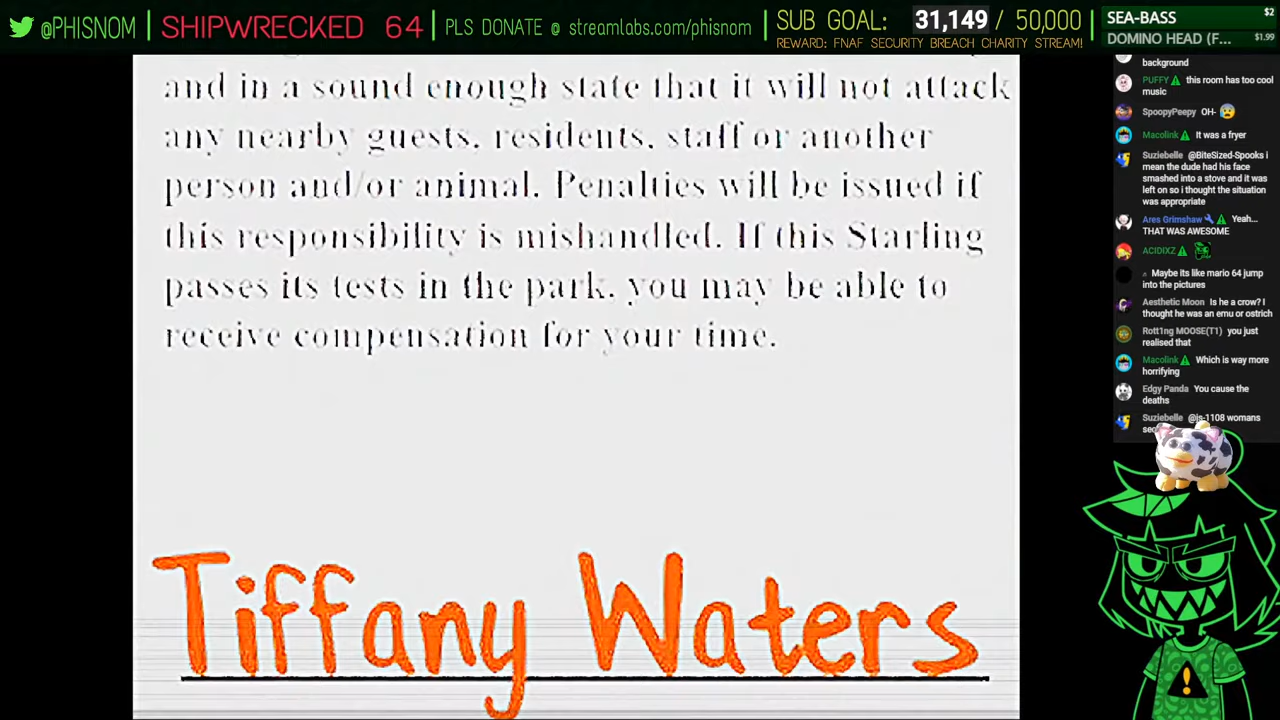 @PHISNOM | SHIPWRECKED 64 | PLS DONATE @ streamlabs.com/phisnom | SUB GOAL: 31,149 / 50,000
REWARD: FNAF SECURITY BREACH CHARITY STREAM!
SEA-BASS $2
DOMINO HEAD (F... $1.99
and in a sound enough state that it will not attack
any nearby guests, residents, staff or another
person and/or animal. Penalties will be issued if
this responsibility is mishandled. If this Starling
passes its tests in the park, you may be able to
receive compensation for your time.
Tiffany Waters
background
PUFFY this room has too cool
music
SpoopyPeepy OH-
Macolink It was a fryer
Suziebelle @BiteSized-Spooks i
mean the dude had his face
smashed into a stove and it was
left on so i thought the situation
was appropriate
Ares Grimshaw Yeah...
THAT WAS AWESOME
ACIDIXZ
Maybe its like mario 64 jump
into the pictures
Aesthetic Moon Is he a crow? I
thought he was an emu or ostrich
Rott1ng MOOSE(T1) you just
realised that
Macolink Which is way more
horrifying
Edgy Panda You cause the
deaths
Suziebelle @js-1108 womans